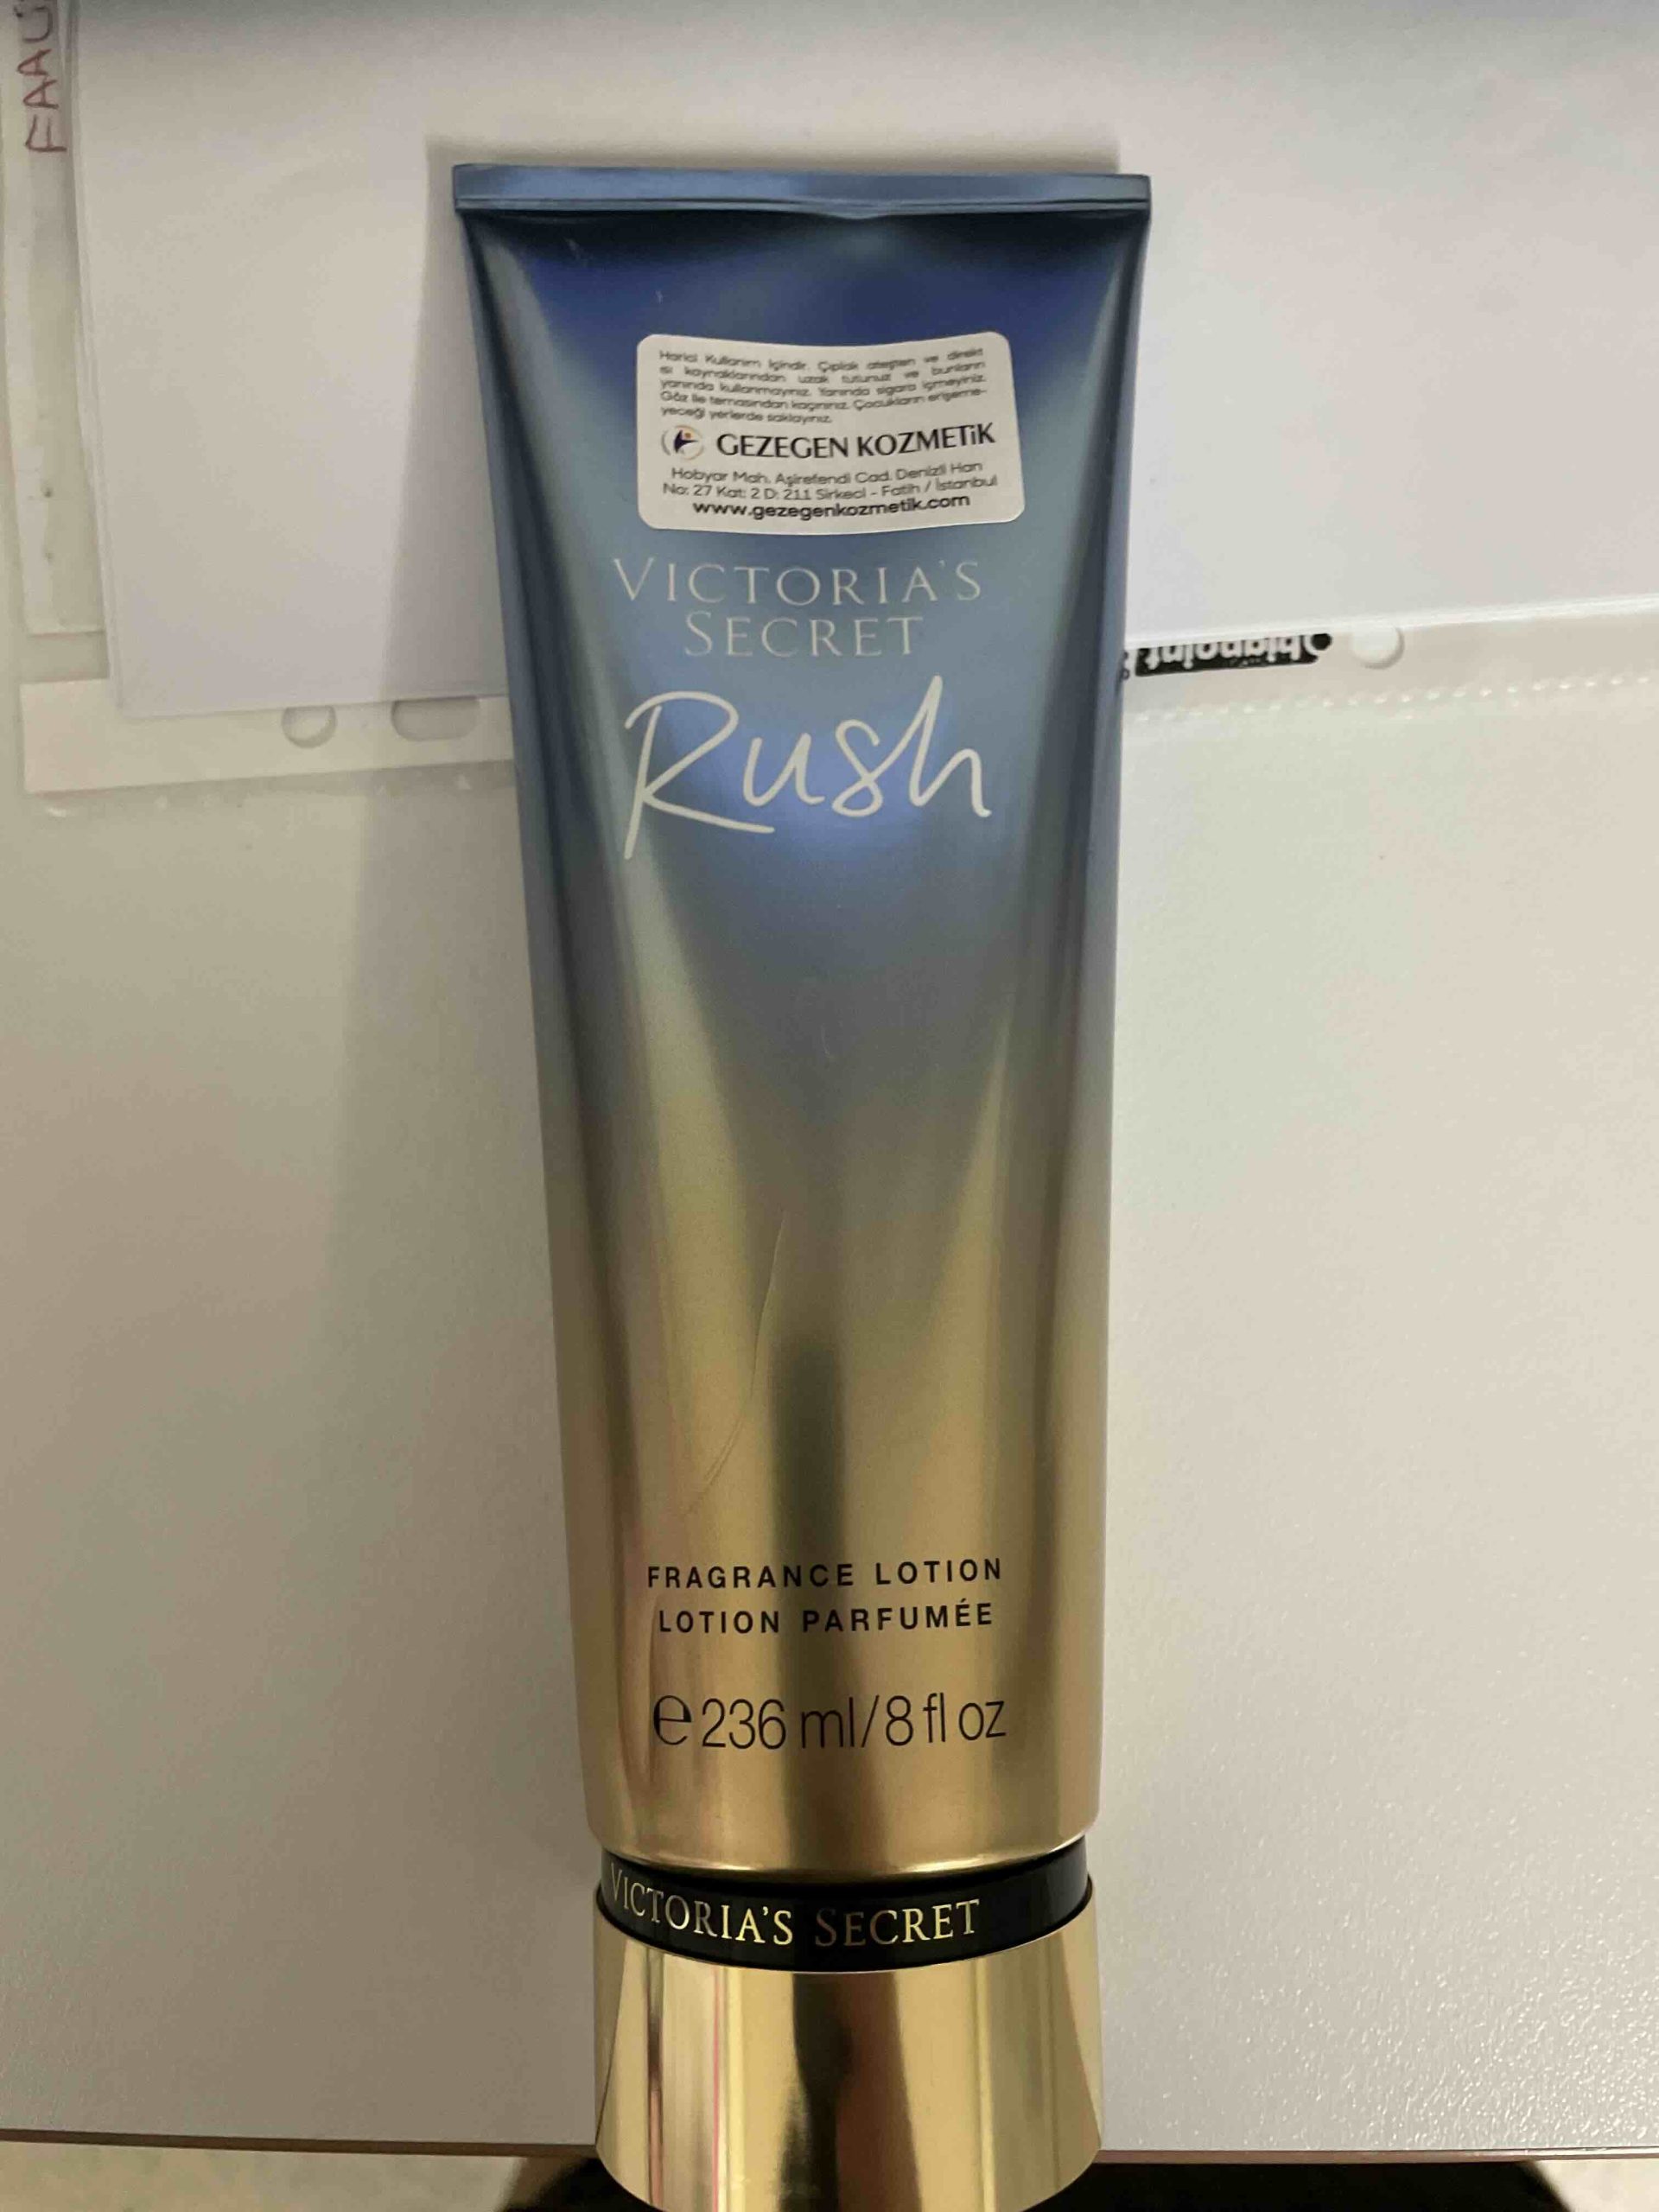 Harici Kullanım İçindir. Çıplak ateşten ve direkt
ısı kaynaklarından uzak tutunuz ve bunların
yanında kullanmayınız. Yanında sigara içmeyiniz.
Göz ile temasından kaçınınız. Çocukların erişeme-
yeceği yerlerde saklayınız.
GEZEGEN KOZMETiK
Hobyar Mah. Aşirefendi Cad. Denizli Han
No: 27 Kat: 2 D: 211 Sirkeci - Fatih / İstanbul
www.gezegenkozmetik.com
VICTORIA'S
SECRET
Rush
bigpoint
FRAGRANCE LOTION
LOTION PARFUMÉE
℮ 236 ml/8 fl oz
VICTORIA'S SECRET